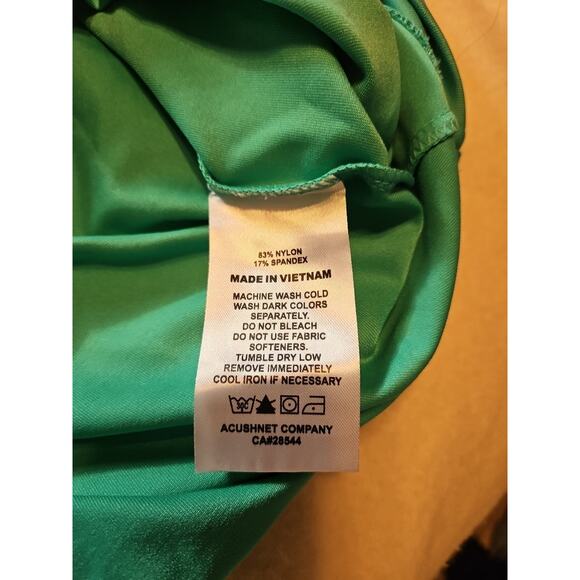 83% NYLON
17% SPANDEX
MADE IN VIETNAM
MACHINE WASH COLD
WASH DARK COLORS
SEPARATELY.
DO NOT BLEACH
DO NOT USE FABRIC
SOFTENERS.
TUMBLE DRY LOW
REMOVE IMMEDIATELY
COOL IRON IF NECESSARY
ACUSHNET COMPANY
CA#28544